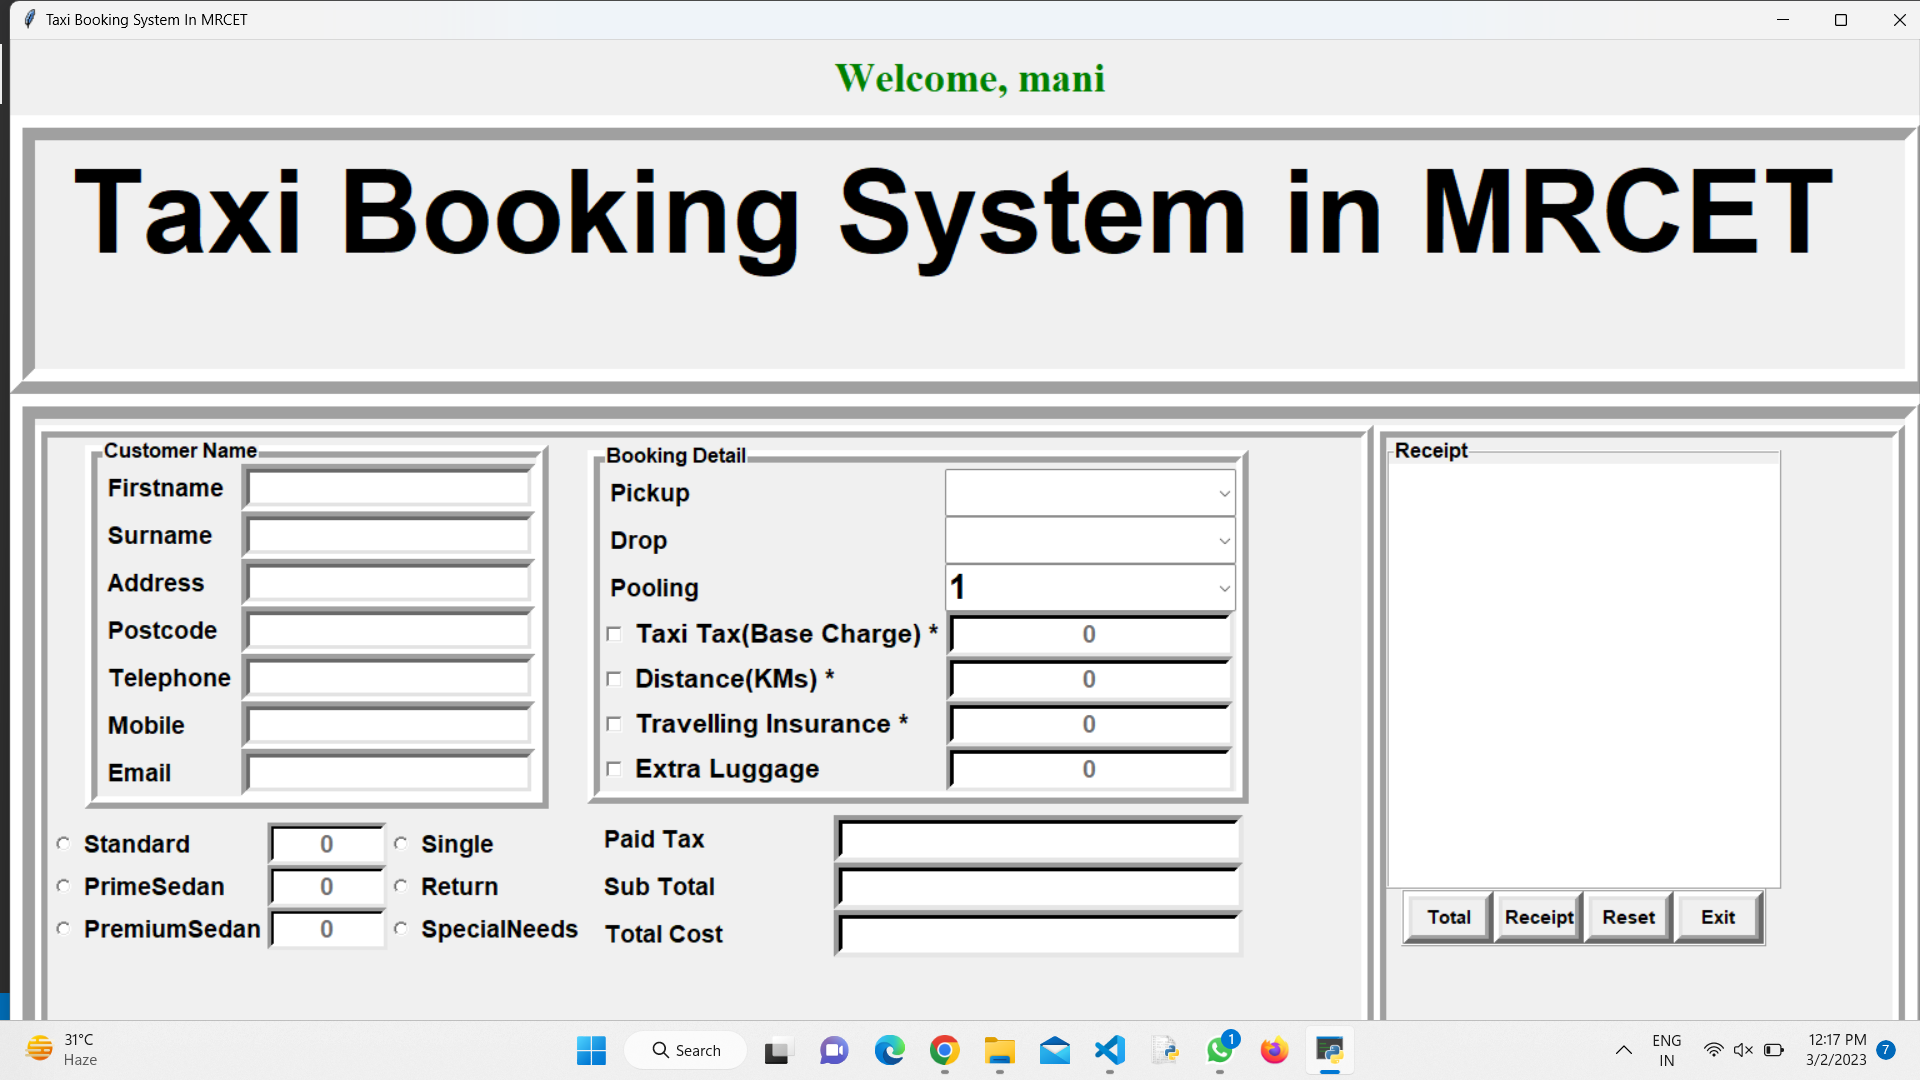 Taxi Booking System In MRCET
Welcome, mani
Taxi Booking System in MRCET
Customer Name
Firstname
Surname
Address
Postcode
Telephone
Mobile
Email
Standard 0 Single
PrimeSedan 0 Return
PremiumSedan 0 SpecialNeeds
Booking Detail
Pickup
Drop
Pooling 1
Taxi Tax(Base Charge) * 0
Distance(KMs) * 0
Travelling Insurance * 0
Extra Luggage 0
Paid Tax
Sub Total
Total Cost
Receipt
Total Receipt Reset Exit
31°C
Haze
Search
1
ENG
IN
12:17 PM
3/2/2023
7